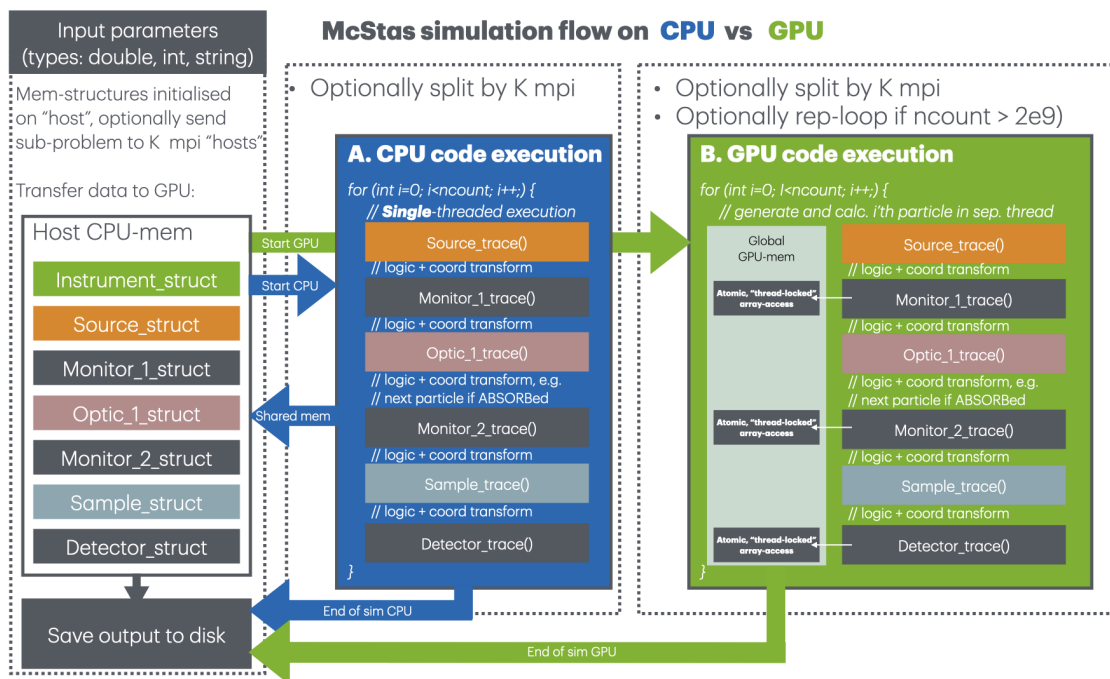 McStas simulation flow on CPU vs GPU
Input parameters
(types: double, int, string)
Mem-structures initialised
on “host”, optionally send
sub-problem to K mpi “hosts”
Transfer data to GPU:
Host CPU-mem
Instrument_struct
Source_struct
Monitor_1_struct
Optic_1_struct
Monitor_2_struct
Sample_struct
Detector_struct
Save output to disk
Start GPU
Start CPU
Shared mem
End of sim CPU
End of sim GPU
• Optionally split by K mpi
A. CPU code execution
for (int i=0; i<ncount; i++;) {
// Single-threaded execution
Source_trace()
// logic + coord transform
Monitor_1_trace()
// logic + coord transform
Optic_1_trace()
// logic + coord transform, e.g.
// next particle if ABSORBed
Monitor_2_trace()
// logic + coord transform
Sample_trace()
// logic + coord transform
Detector_trace()
}
• Optionally split by K mpi
• Optionally rep-loop if ncount > 2e9)
B. GPU code execution
for (int i=0; I<ncount; i++;) {
// generate and calc. i’th particle in sep. thread
Global
GPU-mem
Source_trace()
// logic + coord transform
Atomic, “thread-locked”
array-access
Monitor_1_trace()
// logic + coord transform
Optic_1_trace()
// logic + coord transform, e.g.
// next particle if ABSORBed
Atomic, “thread-locked”
array-access
Monitor_2_trace()
// logic + coord transform
Sample_trace()
// logic + coord transform
Atomic, “thread-locked”
array-access
Detector_trace()
}